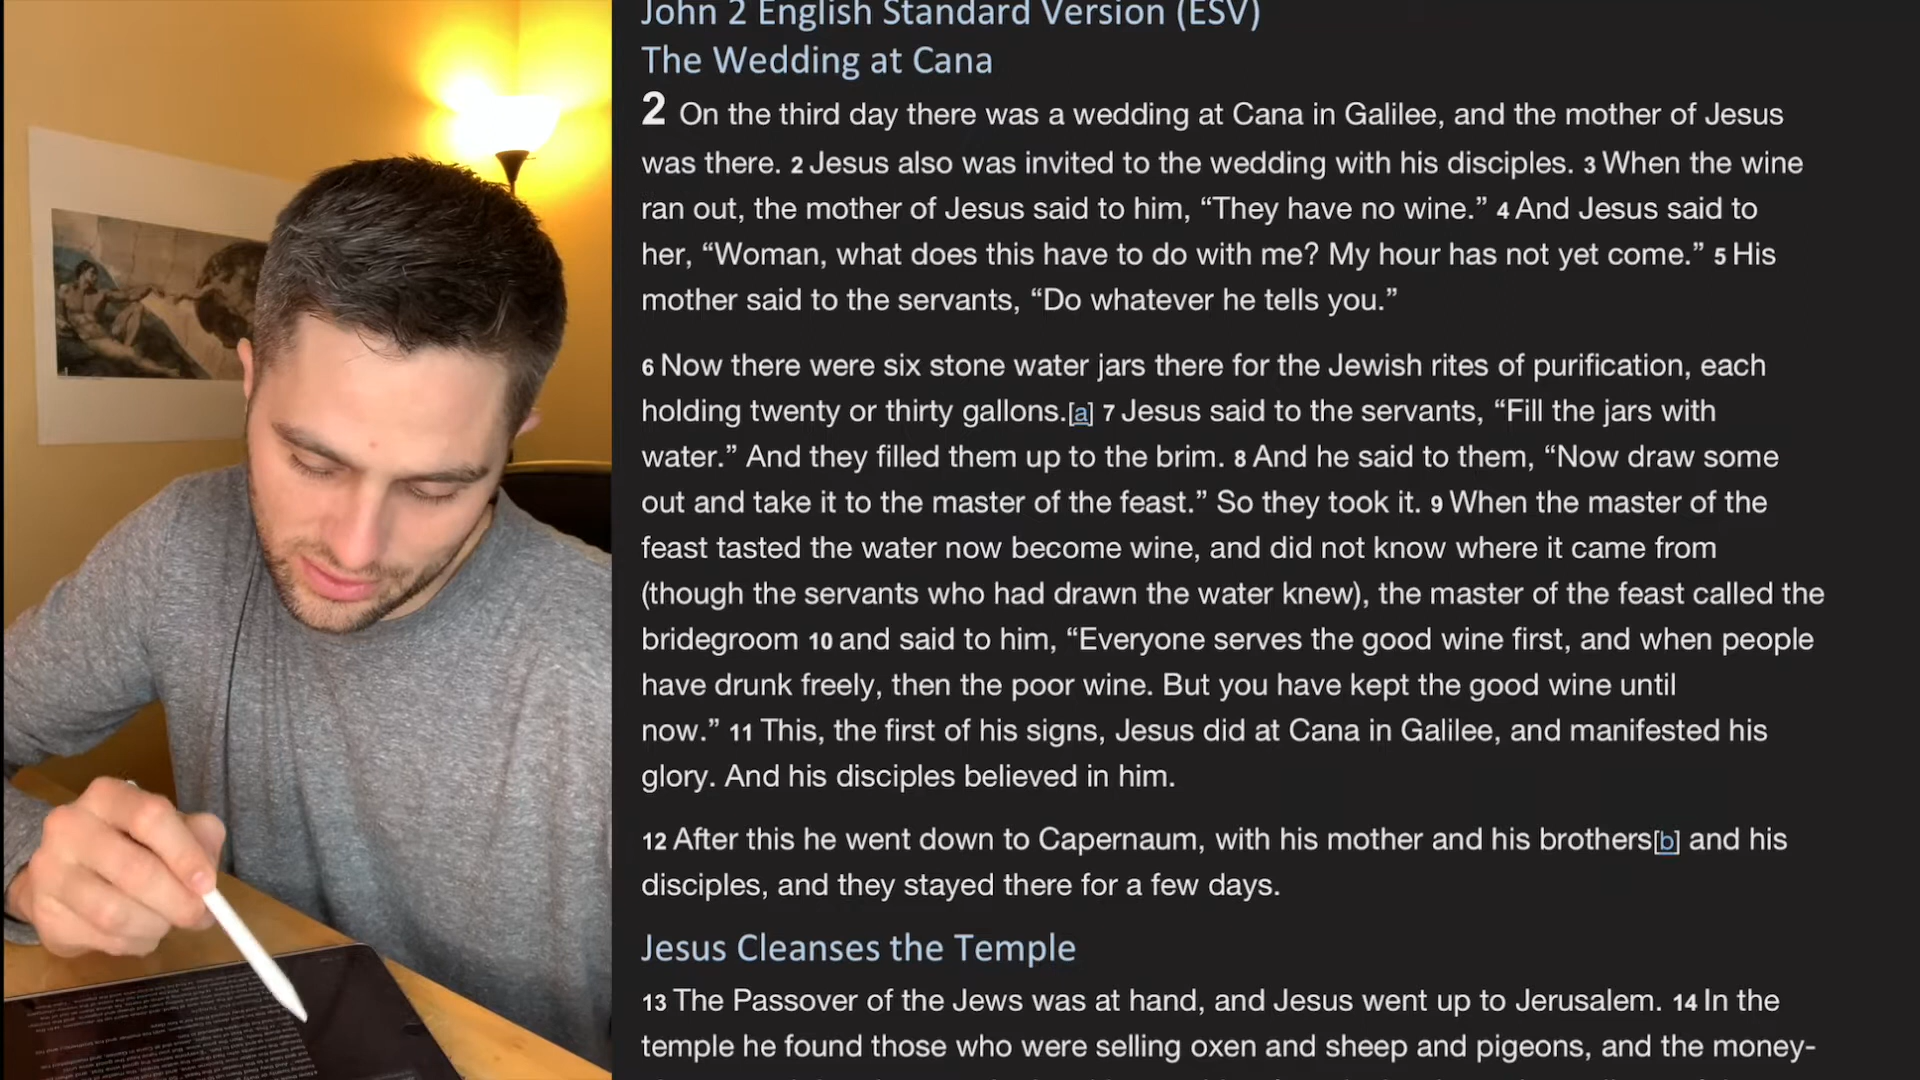 John 2 English Standard Version (ESV)
The Wedding at Cana
2 On the third day there was a wedding at Cana in Galilee, and the mother of Jesus
was there. 2 Jesus also was invited to the wedding with his disciples. 3 When the wine
ran out, the mother of Jesus said to him, “They have no wine.” 4 And Jesus said to
her, “Woman, what does this have to do with me? My hour has not yet come.” 5 His
mother said to the servants, “Do whatever he tells you.”
6 Now there were six stone water jars there for the Jewish rites of purification, each
holding twenty or thirty gallons.[a] 7 Jesus said to the servants, “Fill the jars with
water.” And they filled them up to the brim. 8 And he said to them, “Now draw some
out and take it to the master of the feast.” So they took it. 9 When the master of the
feast tasted the water now become wine, and did not know where it came from
(though the servants who had drawn the water knew), the master of the feast called the
bridegroom 10 and said to him, “Everyone serves the good wine first, and when people
have drunk freely, then the poor wine. But you have kept the good wine until
now.” 11 This, the first of his signs, Jesus did at Cana in Galilee, and manifested his
glory. And his disciples believed in him.
12 After this he went down to Capernaum, with his mother and his brothers[b] and his
disciples, and they stayed there for a few days.
Jesus Cleanses the Temple
13 The Passover of the Jews was at hand, and Jesus went up to Jerusalem. 14 In the
temple he found those who were selling oxen and sheep and pigeons, and the money-